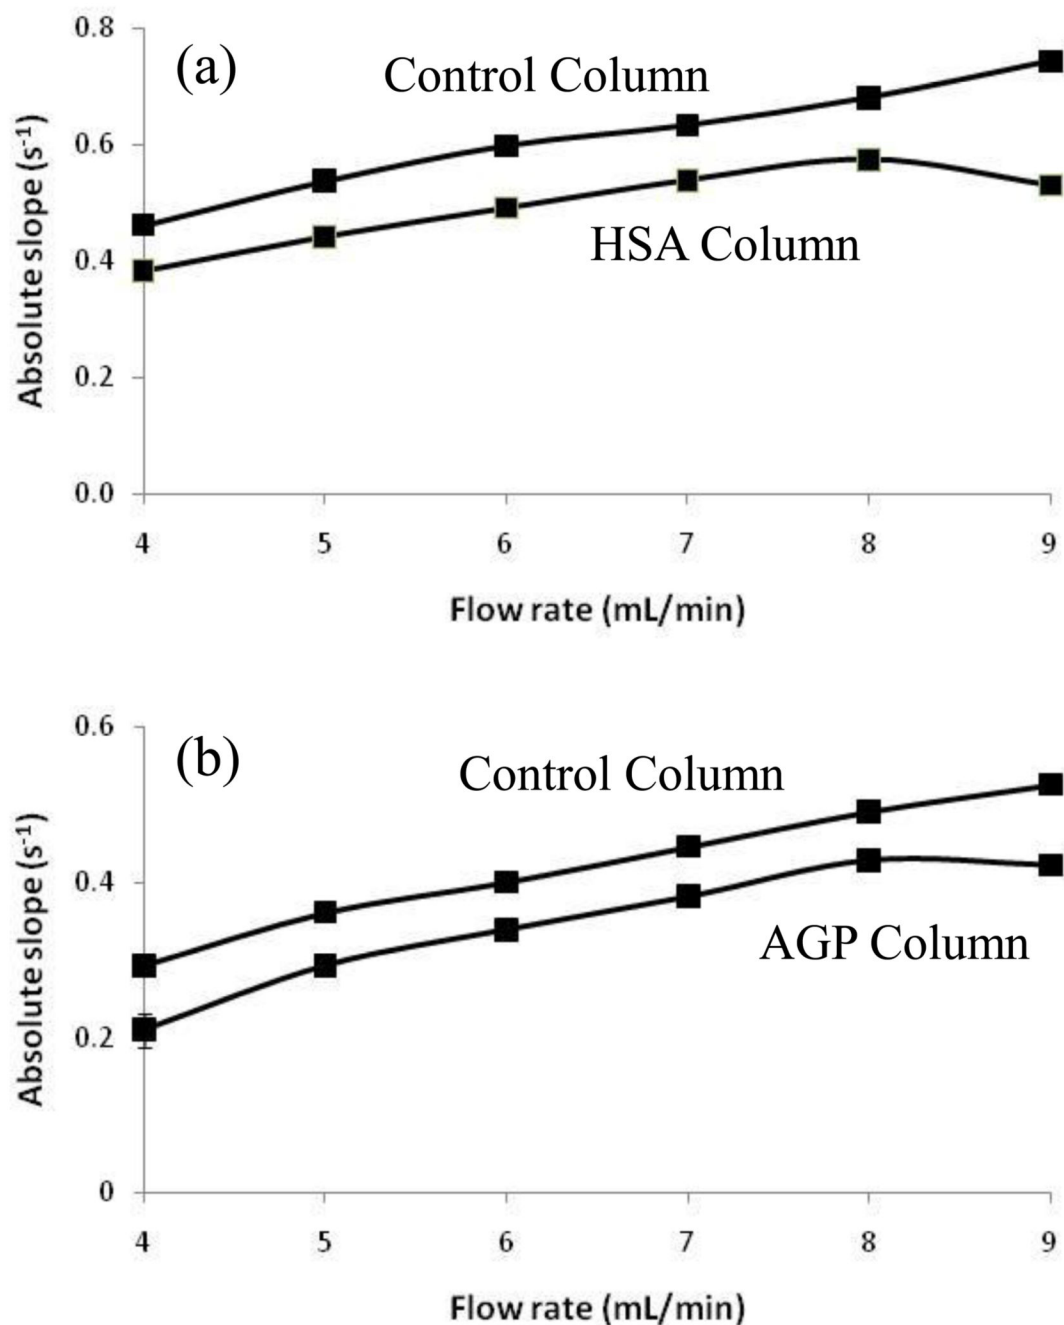 (a)
Control Column
HSA Column
Absolute slope (s⁻¹)
0.8
0.6
0.4
0.2
0.0
4 5 6 7 8 9
Flow rate (mL/min)
(b)
Control Column
AGP Column
Absolute slope (s⁻¹)
0.6
0.4
0.2
0
4 5 6 7 8 9
Flow rate (mL/min)